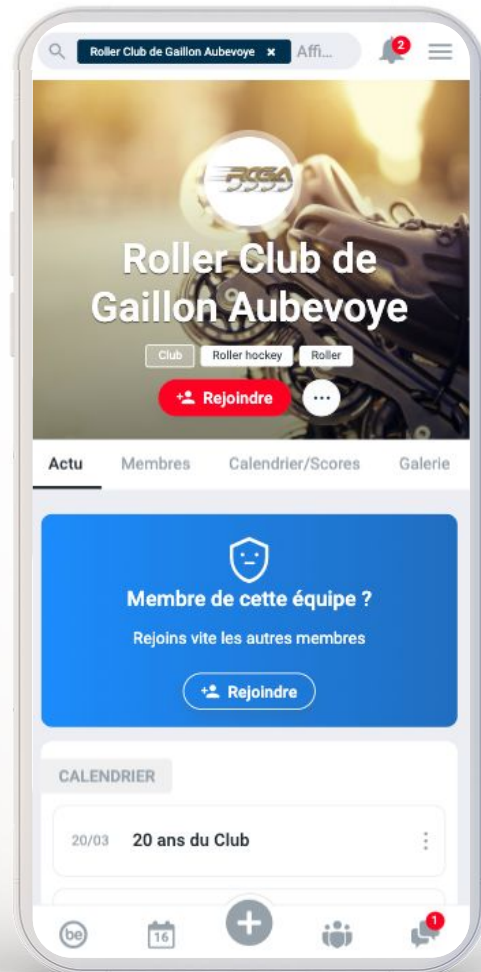 Roller Club de Gaillon Aubevoye × Affi...
2
RCGA
Roller Club de
Gaillon Aubevoye
Club Roller hockey Roller
Rejoindre ...
Actu Membres Calendrier/Scores Galerie
Membre de cette équipe ?
Rejoins vite les autres membres
Rejoindre
CALENDRIER
20/03 20 ans du Club
be 16 + 1